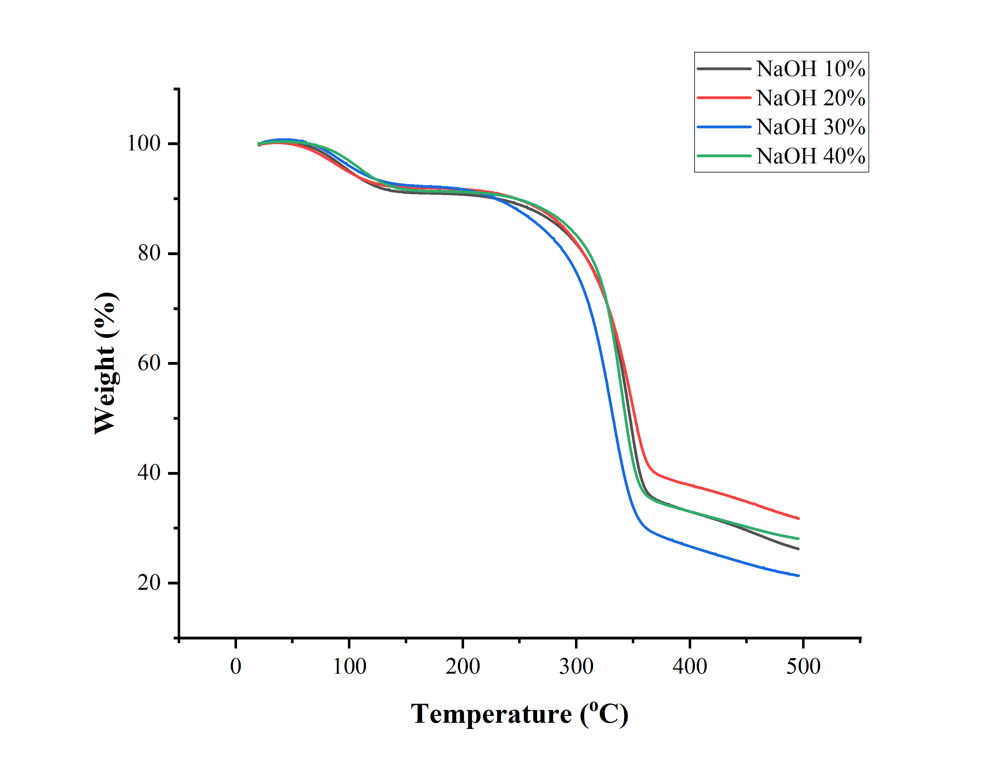 NaOH 10%
NaOH 20%
NaOH 30%
NaOH 40%
100
80
60
40
20
Weight (%)
0 100 200 300 400 500
Temperature (⁰C)